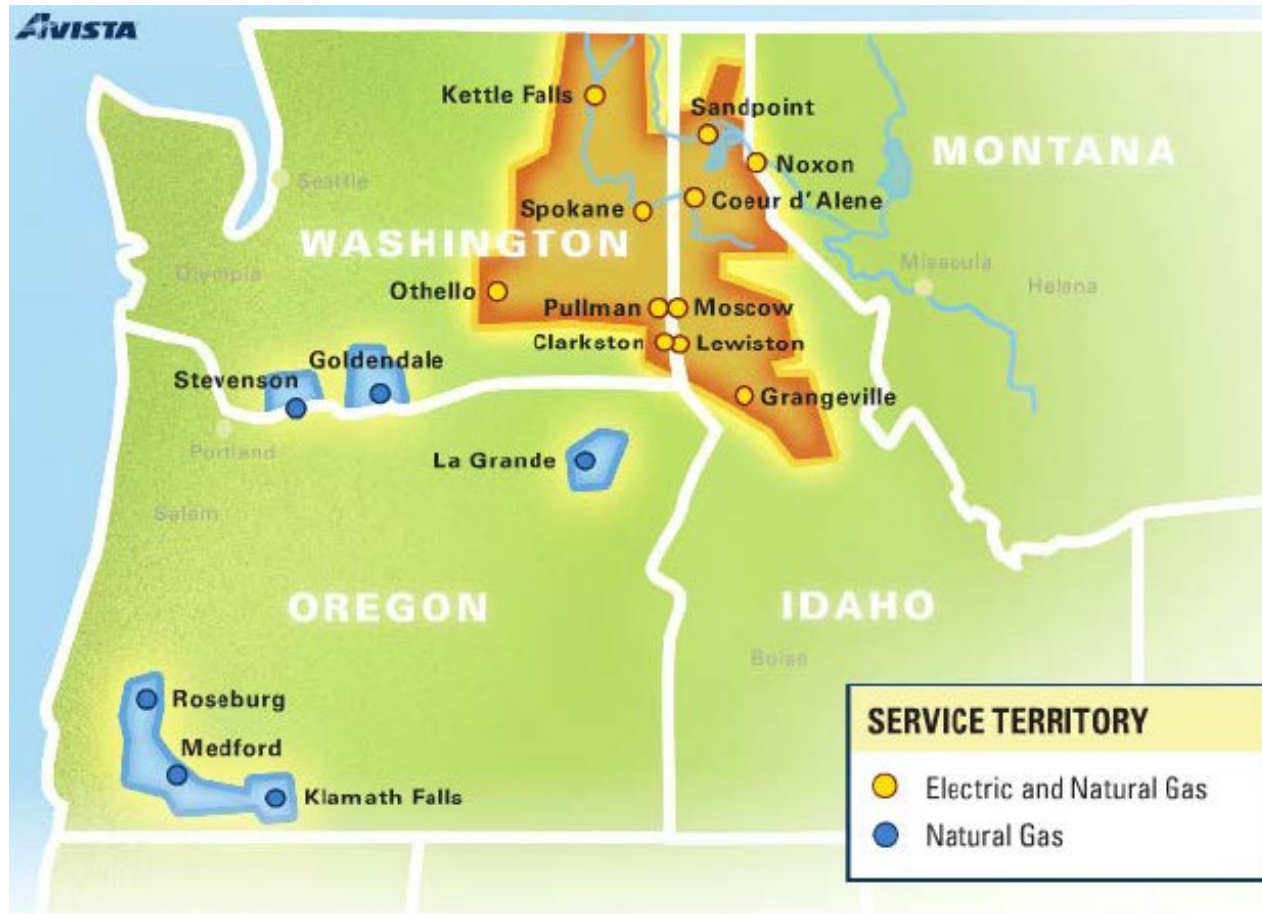 AVISTA
Kettle Falls
Sandpoint
MONTANA
Noxon
Seattle
Coeur d' Alene
Spokane
WASHINGTON
Olympia
Missoula
Helena
Othello
Pullman
Moscow
Clarkston
Lewiston
Goldendale
Stevenson
Grangeville
Portland
La Grande
Salem
OREGON
IDAHO
Boise
Roseburg
Medford
Klamath Falls
SERVICE TERRITORY
Electric and Natural Gas
Natural Gas